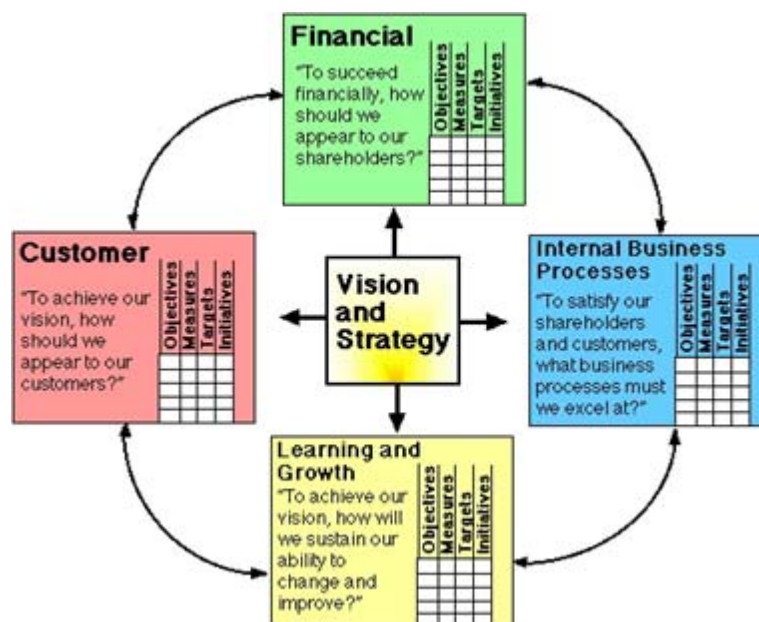 Financial
"To succeed
financially, how
should we
appear to our
shareholders?"
Objectives
Measures
Targets
Initiatives
Customer
"To achieve our
vision, how
should we
appear to our
customers?"
Objectives
Measures
Targets
Initiatives
Vision
and
Strategy
Internal Business
Processes
"To satisfy our
shareholders
and customers,
what business
processes must
we excel at?"
Objectives
Measures
Targets
Initiatives
Learning and
Growth
"To achieve our
vision, how will
we sustain our
ability to
change and
improve?"
Objectives
Measures
Targets
Initiatives